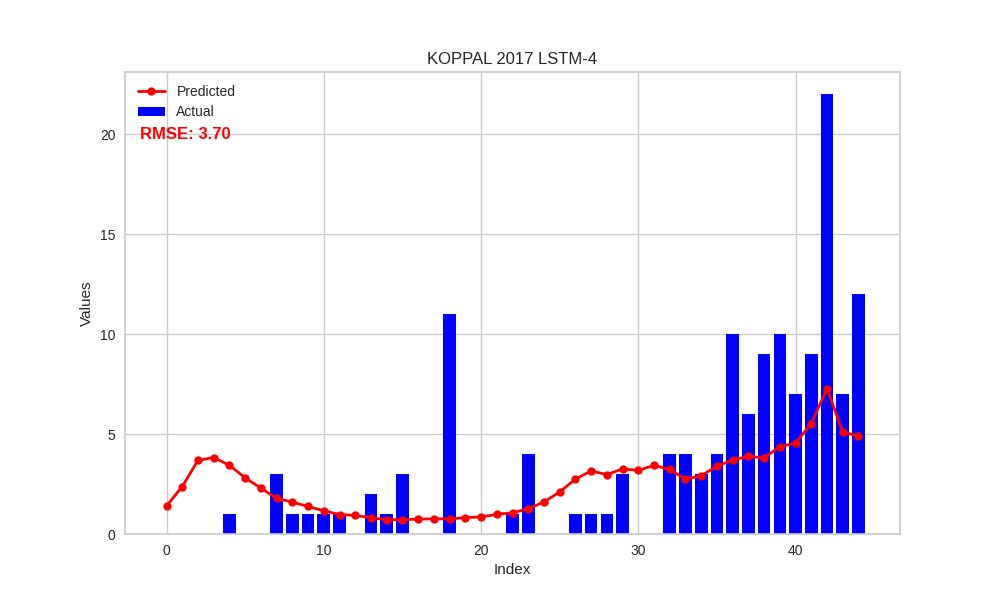 KOPPAL 2017 LSTM-4
Predicted
Actual
RMSE: 3.70
20
15
10
5
0
Values
0 10 20 30 40
Index